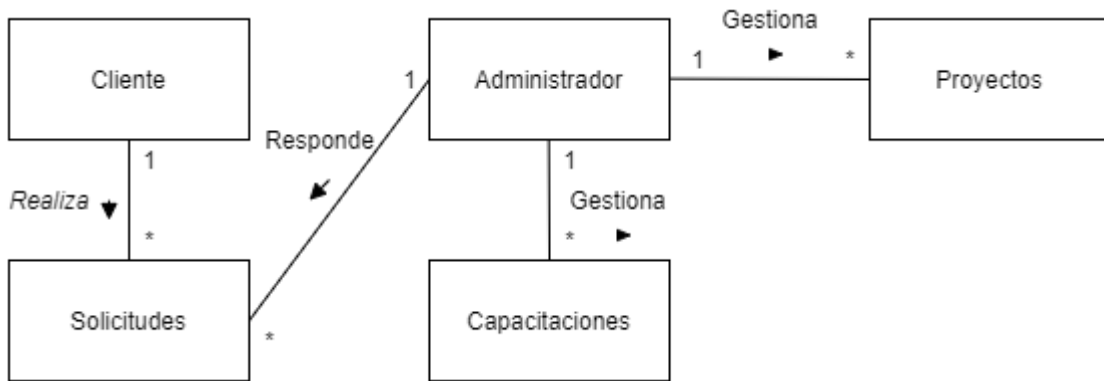 Gestiona
Cliente
1
Administrador
1
*
Proyectos
Responde
1
1
Realiza
Gestiona
*
*
Solicitudes
*
Capacitaciones